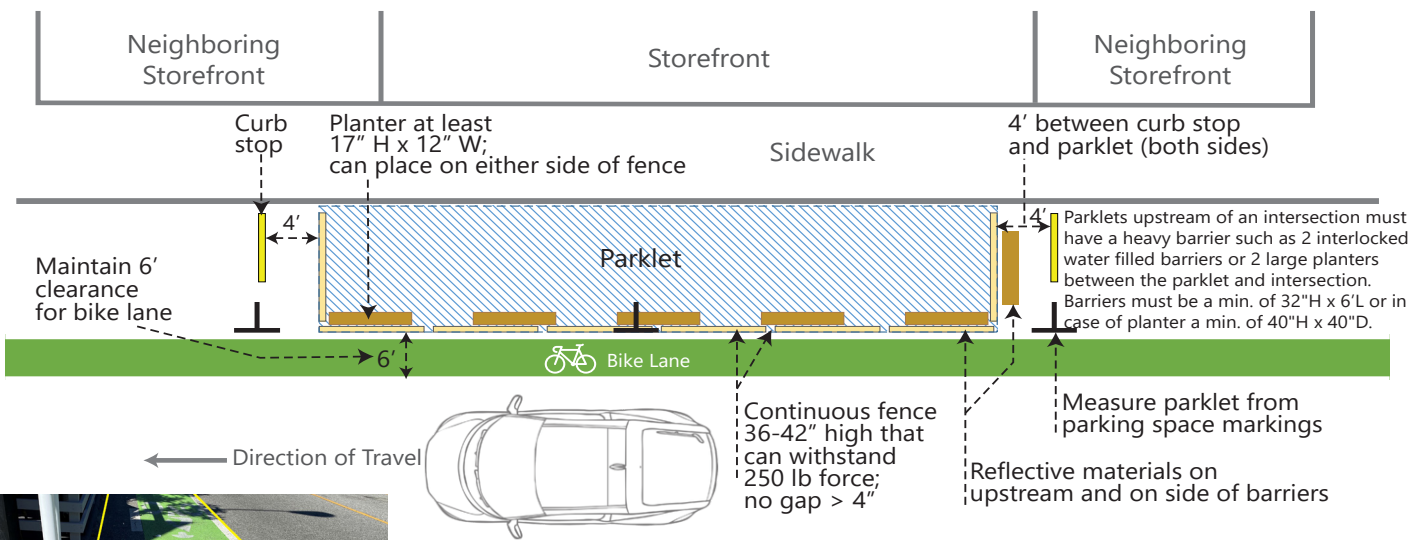 Neighboring
Storefront
Storefront
Neighboring
Storefront
Curb
stop
Planter at least
17” H x 12” W;
can place on either side of fence
Sidewalk
4’ between curb stop
and parklet (both sides)
4’
4’
Parklets upstream of an intersection must
have a heavy barrier such as 2 interlocked
water filled barriers or 2 large planters
between the parklet and intersection.
Barriers must be a min. of 32"H x 6’L or in
case of planter a min. of 40"H x 40"D.
Parklet
Maintain 6’
clearance
for bike lane
6’
Bike Lane
Direction of Travel
Continuous fence
36-42” high that
can withstand
250 lb force;
no gap > 4”
Measure parklet from
parking space markings
Reflective materials on
upstream and on side of barriers